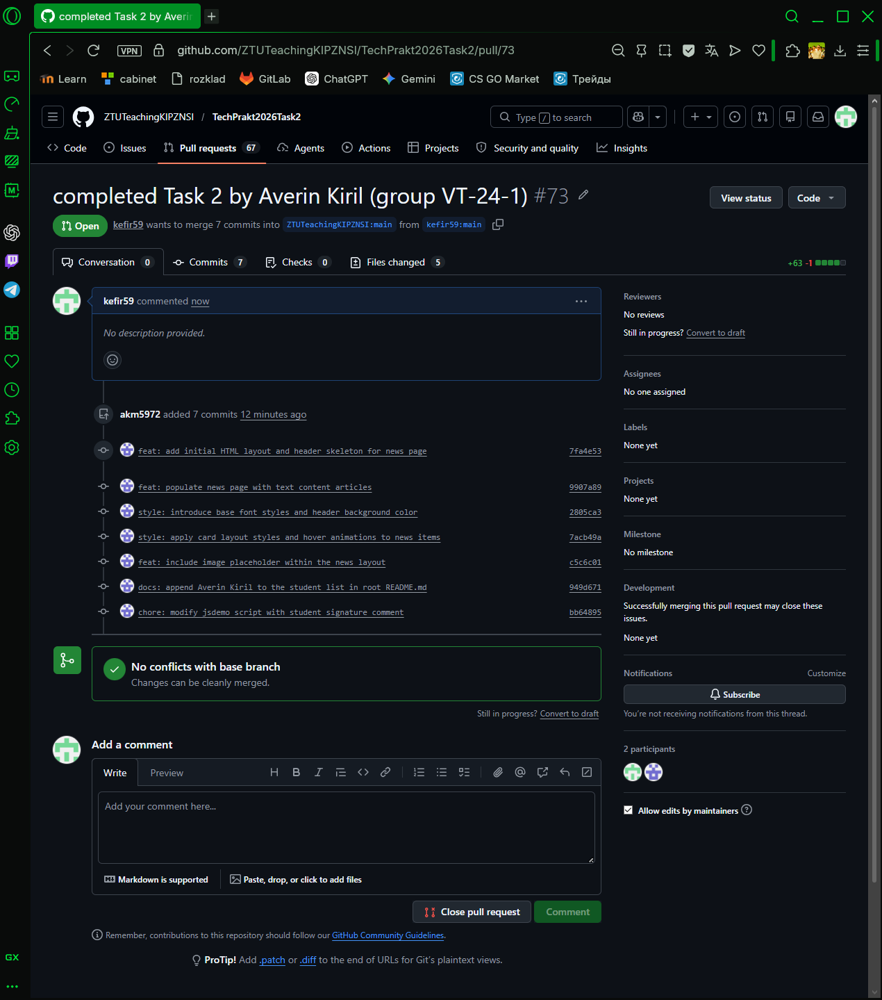 completed Task 2 by Averin
VPN
github.com/ZTUTeachingKIPZNSI/TechPrakt2026Task2/pull/73
Learn
cabinet
rozklad
GitLab
ChatGPT
Gemini
CS GO Market
Трейды
ZTUTeachingKIPZNSI / TechPrakt2026Task2
Type / to search
Code
Issues
Pull requests 67
Agents
Actions
Projects
Security and quality
Insights
completed Task 2 by Averin Kiril (group VT-24-1) #73
View status
Code
Open
kefir59 wants to merge 7 commits into ZTUTeachingKIPZNSI:main from kefir59:main
Conversation 0
Commits 7
Checks 0
Files changed 5
+63 -1
kefir59 commented now
No description provided.
akm5972 added 7 commits 12 minutes ago
feat: add initial HTML layout and header skeleton for news page 7fa4e53
feat: populate news page with text content articles 9907a89
style: introduce base font styles and header background color 2805ca3
style: apply card layout styles and hover animations to news items 7acb49a
feat: include image placeholder within the news layout c5c6c01
docs: append Averin Kiril to the student list in root README.md 949d671
chore: modify jsdemo script with student signature comment bb64895
No conflicts with base branch
Changes can be cleanly merged.
Still in progress? Convert to draft
Add a comment
Write
Preview
Add your comment here...
Markdown is supported
Paste, drop, or click to add files
Close pull request
Comment
Remember, contributions to this repository should follow our GitHub Community Guidelines.
ProTip! Add .patch or .diff to the end of URLs for Git's plaintext views.
Reviewers
No reviews
Still in progress? Convert to draft
Assignees
No one assigned
Labels
None yet
Projects
None yet
Milestone
No milestone
Development
Successfully merging this pull request may close these
issues.
None yet
Notifications
Customize
Subscribe
You're not receiving notifications from this thread.
2 participants
Allow edits by maintainers
GX